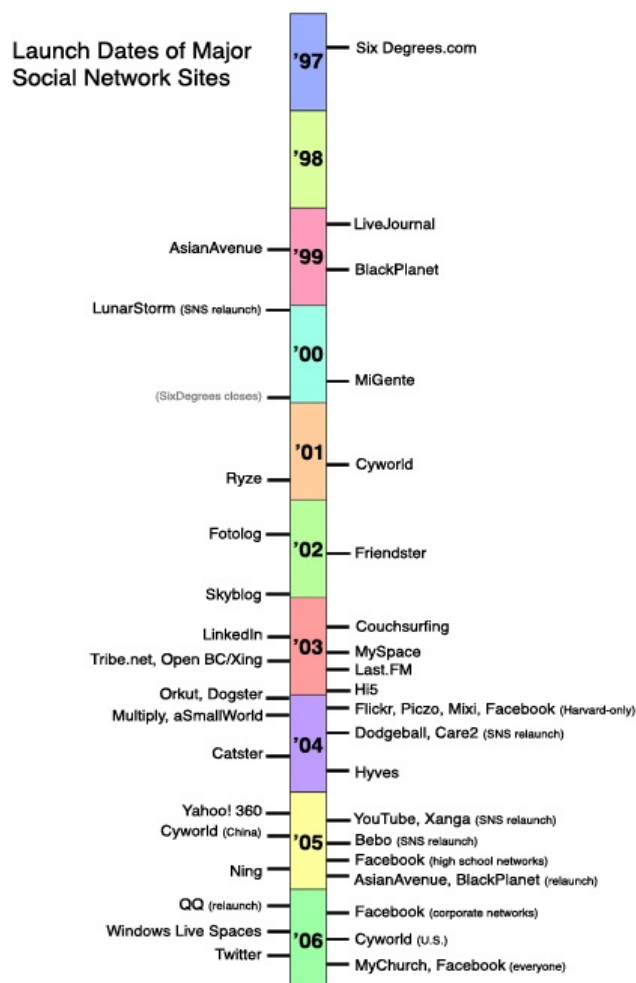 Launch Dates of Major
Social Network Sites
'97
Six Degrees.com
'98
LiveJournal
AsianAvenue
'99
BlackPlanet
LunarStorm (SNS relaunch)
'00
MiGente
(SixDegrees closes)
'01
Cyworld
Ryze
Fotolog
'02
Friendster
Skyblog
Couchsurfing
LinkedIn
'03
MySpace
Tribe.net, Open BC/Xing
Last.FM
Hi5
Orkut, Dogster
Flickr, Piczo, Mixi, Facebook (Harvard-only)
Multiply, aSmallWorld
Dodgeball, Care2 (SNS relaunch)
'04
Catster
Hyves
Yahoo! 360
YouTube, Xanga (SNS relaunch)
Cyworld (China)
'05
Bebo (SNS relaunch)
Facebook (high school networks)
Ning
AsianAvenue, BlackPlanet (relaunch)
QQ (relaunch)
Facebook (corporate networks)
Windows Live Spaces
'06
Cyworld (U.S.)
Twitter
MyChurch, Facebook (everyone)